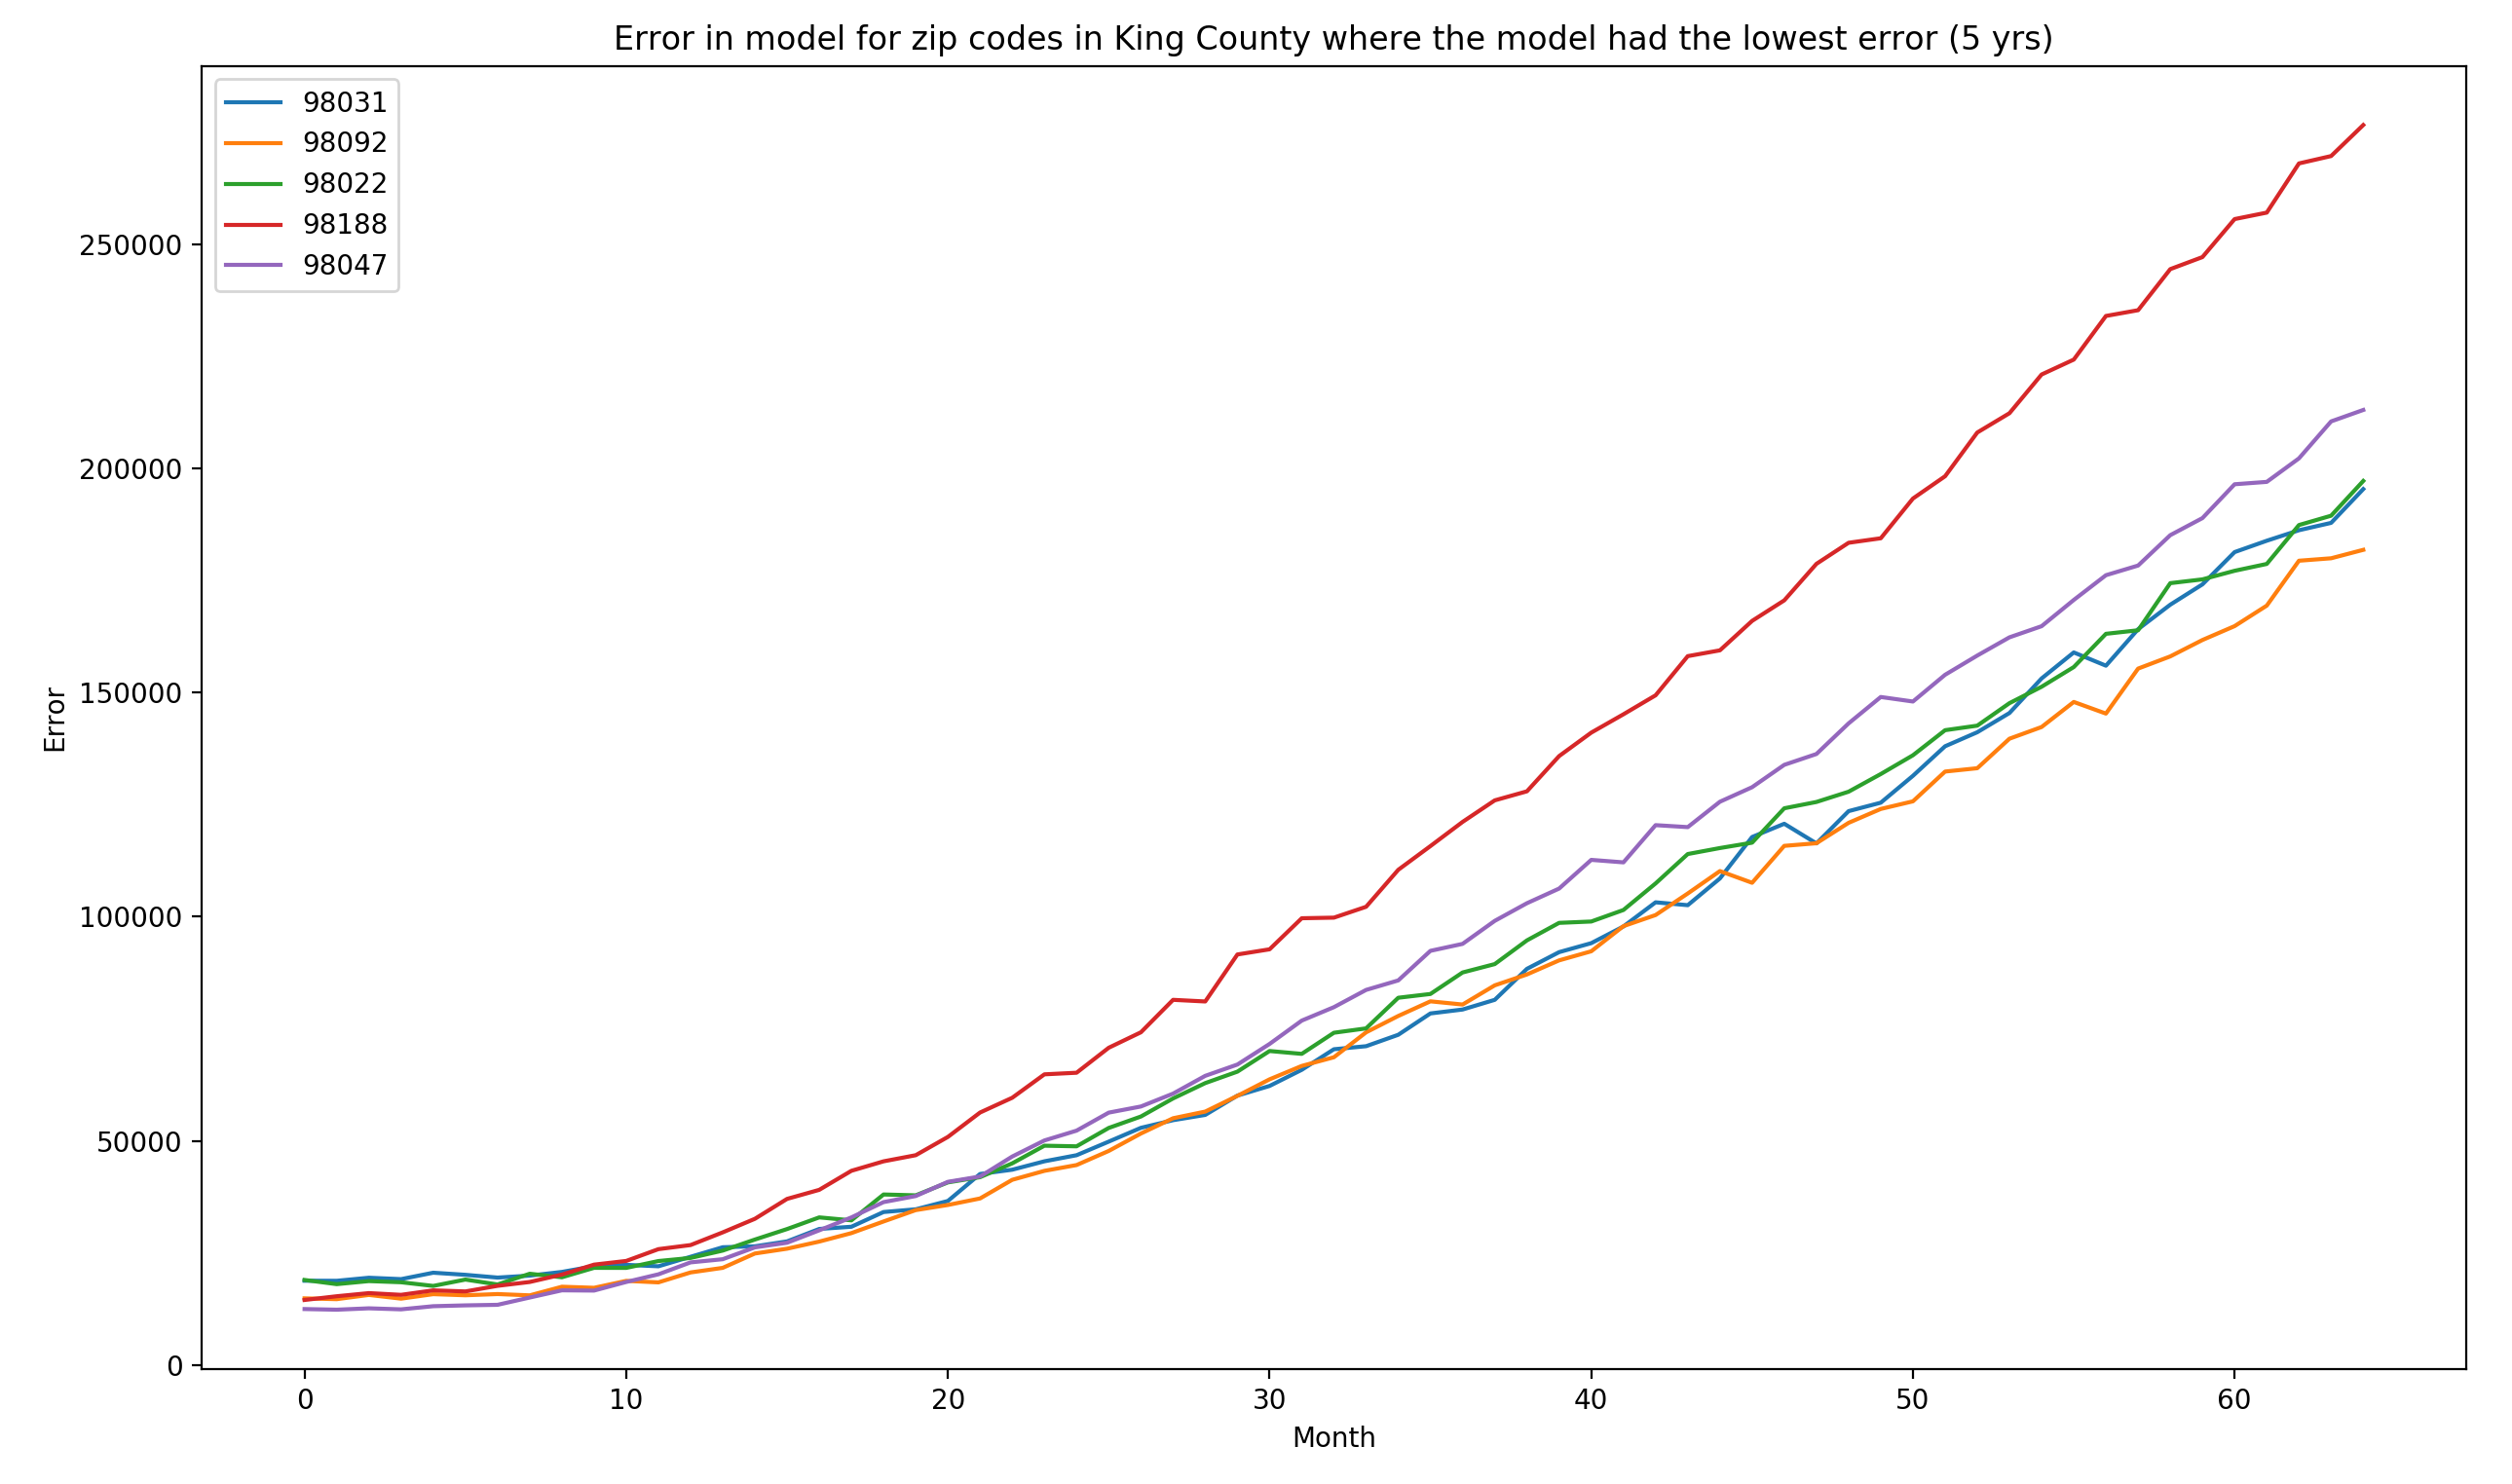 Error in model for zip codes in King County where the model had the lowest error (5 yrs)
98031
98092
98022
98188
98047
250000
200000
150000
100000
50000
0
Error
0 10 20 30 40 50 60
Month